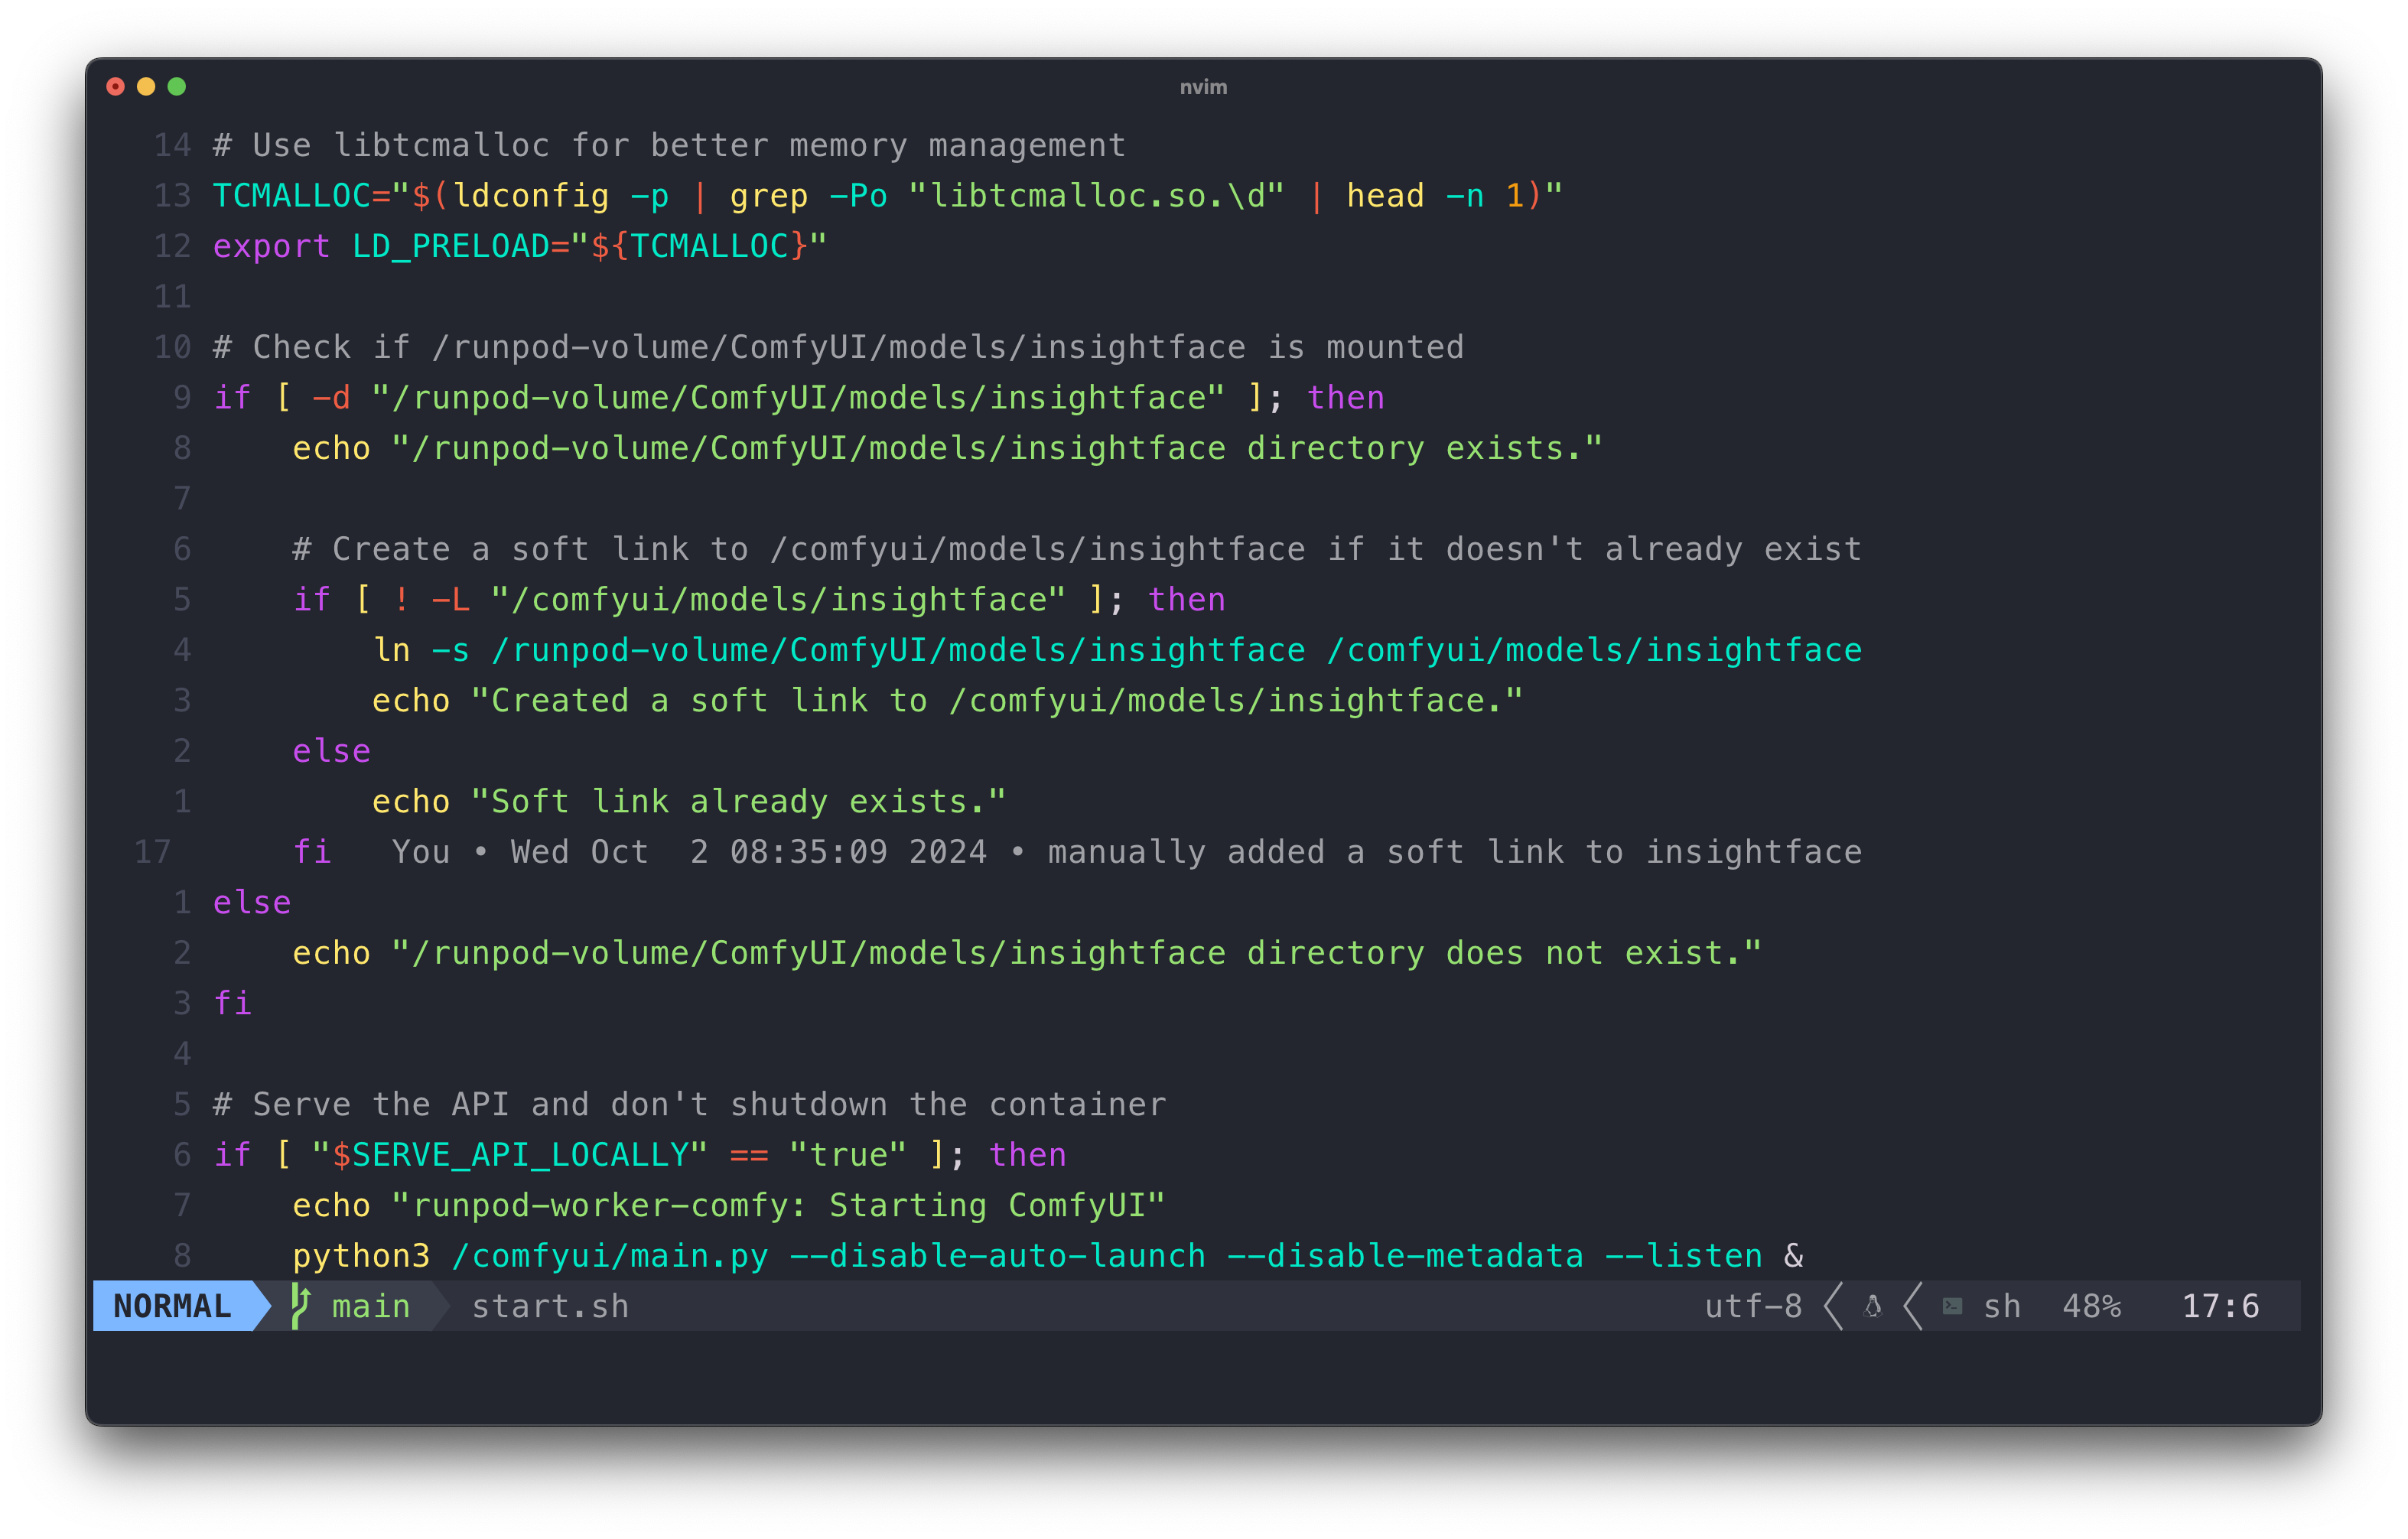 nvim
14 # Use libtcmalloc for better memory management
13 TCMALLOC="$(ldconfig -p | grep -Po "libtcmalloc.so.\d" | head -n 1)"
12 export LD_PRELOAD="${TCMALLOC}"
11
10 # Check if /runpod-volume/ComfyUI/models/insightface is mounted
9 if [ -d "/runpod-volume/ComfyUI/models/insightface" ]; then
8     echo "/runpod-volume/ComfyUI/models/insightface directory exists."
7
6     # Create a soft link to /comfyui/models/insightface if it doesn't already exist
5     if [ ! -L "/comfyui/models/insightface" ]; then
4         ln -s /runpod-volume/ComfyUI/models/insightface /comfyui/models/insightface
3         echo "Created a soft link to /comfyui/models/insightface."
2     else
1         echo "Soft link already exists."
17     fi   You • Wed Oct  2 08:35:09 2024 • manually added a soft link to insightface
1 else
2     echo "/runpod-volume/ComfyUI/models/insightface directory does not exist."
3 fi
4
5 # Serve the API and don't shutdown the container
6 if [ "$SERVE_API_LOCALLY" == "true" ]; then
7     echo "runpod-worker-comfy: Starting ComfyUI"
8     python3 /comfyui/main.py --disable-auto-launch --disable-metadata --listen &
NORMAL main start.sh utf-8 sh 48% 17:6